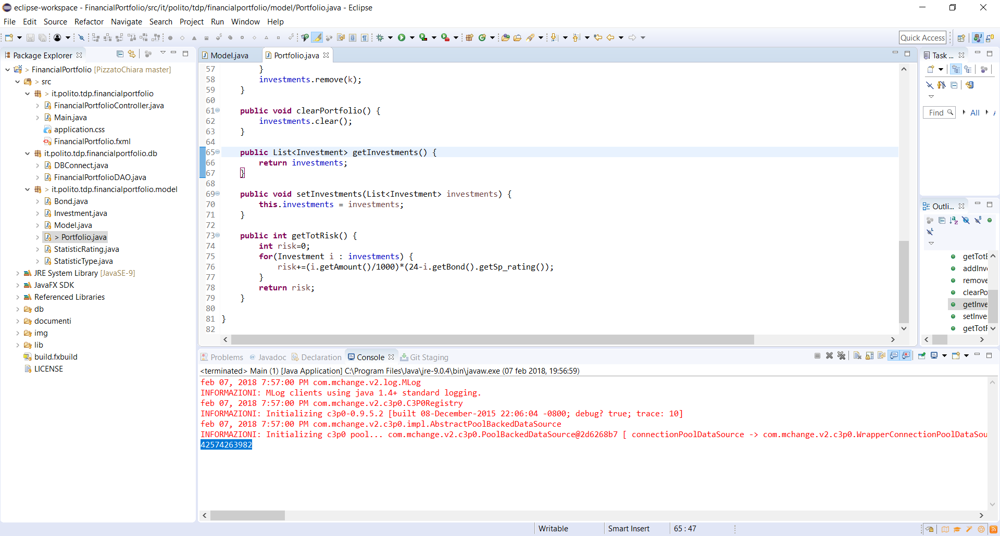 eclipse-workspace - FinancialPortfolio/src/it/polito/tdp/financialportfolio/model/Portfolio.java - Eclipse
File Edit Source Refactor Navigate Search Project Run Window Help
Quick Access
Package Explorer
> FinancialPortfolio [PizzatoChiara master]
> src
> it.polito.tdp.financialportfolio
FinancialPortfolioController.java
Main.java
application.css
FinancialPortfolio.fxml
it.polito.tdp.financialportfolio.db
DBConnect.java
FinancialPortfolioDAO.java
> it.polito.tdp.financialportfolio.model
Bond.java
Investment.java
Model.java
> Portfolio.java
StatisticRating.java
StatisticType.java
JRE System Library [JavaSE-9]
JavaFX SDK
Referenced Libraries
db
documenti
img
lib
build.fxbuild
LICENSE
Model.java Portfolio.java
57 }
58 investments.remove(k);
59 }
60
61 public void clearPortfolio() {
62 investments.clear();
63 }
64
65 public List<Investment> getInvestments() {
66 return investments;
67 }
68
69 public void setInvestments(List<Investment> investments) {
70 this.investments = investments;
71 }
72
73 public int getTotRisk() {
74 int risk=0;
75 for(Investment i : investments) {
76 risk+=(i.getAmount()/1000)*(24-i.getBond().getSp_rating());
77 }
78 return risk;
79 }
80
81 }
82
Task ...
Find All
Outli...
addInv
remove
clearPo
getInve
setInve
Problems @ Javadoc Declaration Console Git Staging
<terminated> Main (1) [Java Application] C:\Program Files\Java\jre-9.0.4\bin\javaw.exe (07 feb 2018, 19:56:59)
feb 07, 2018 7:57:00 PM com.mchange.v2.log.MLog
INFORMAZIONI: MLog clients using java 1.4+ standard logging.
feb 07, 2018 7:57:00 PM com.mchange.v2.c3p0.C3P0Registry
INFORMAZIONI: Initializing c3p0-0.9.5.2 [built 08-December-2015 22:06:04 -0800; debug? true; trace: 10]
feb 07, 2018 7:57:00 PM com.mchange.v2.c3p0.impl.AbstractPoolBackedDataSource
INFORMAZIONI: Initializing c3p0 pool... com.mchange.v2.c3p0.PoolBackedDataSource@2d6268b7 [ connectionPoolDataSource -> com.mchange.v2.c3p0.WrapperConnectionPoolDataSou
42574263982
Writable Smart Insert 65 : 47